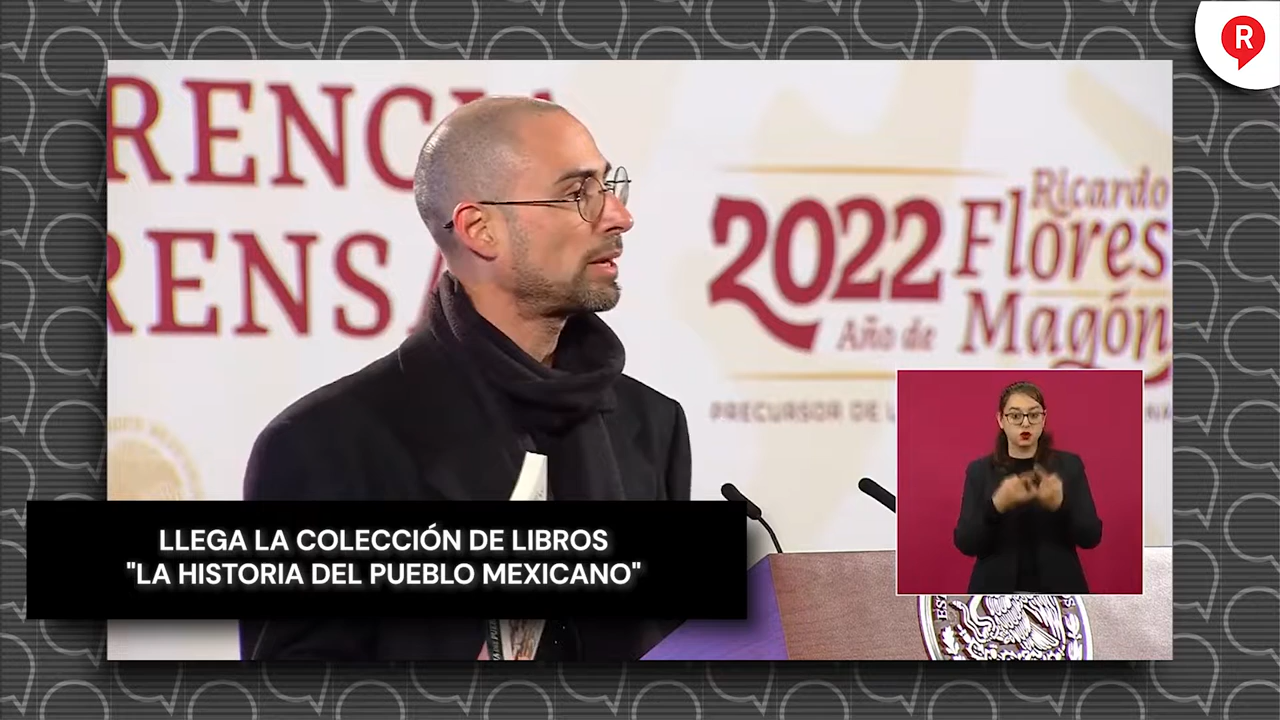 R
RENCIA
RENSA
Ricardo
2022 Flores
Año de Magón
PRECURSOR DE L
LLEGA LA COLECCIÓN DE LIBROS
"LA HISTORIA DEL PUEBLO MEXICANO"